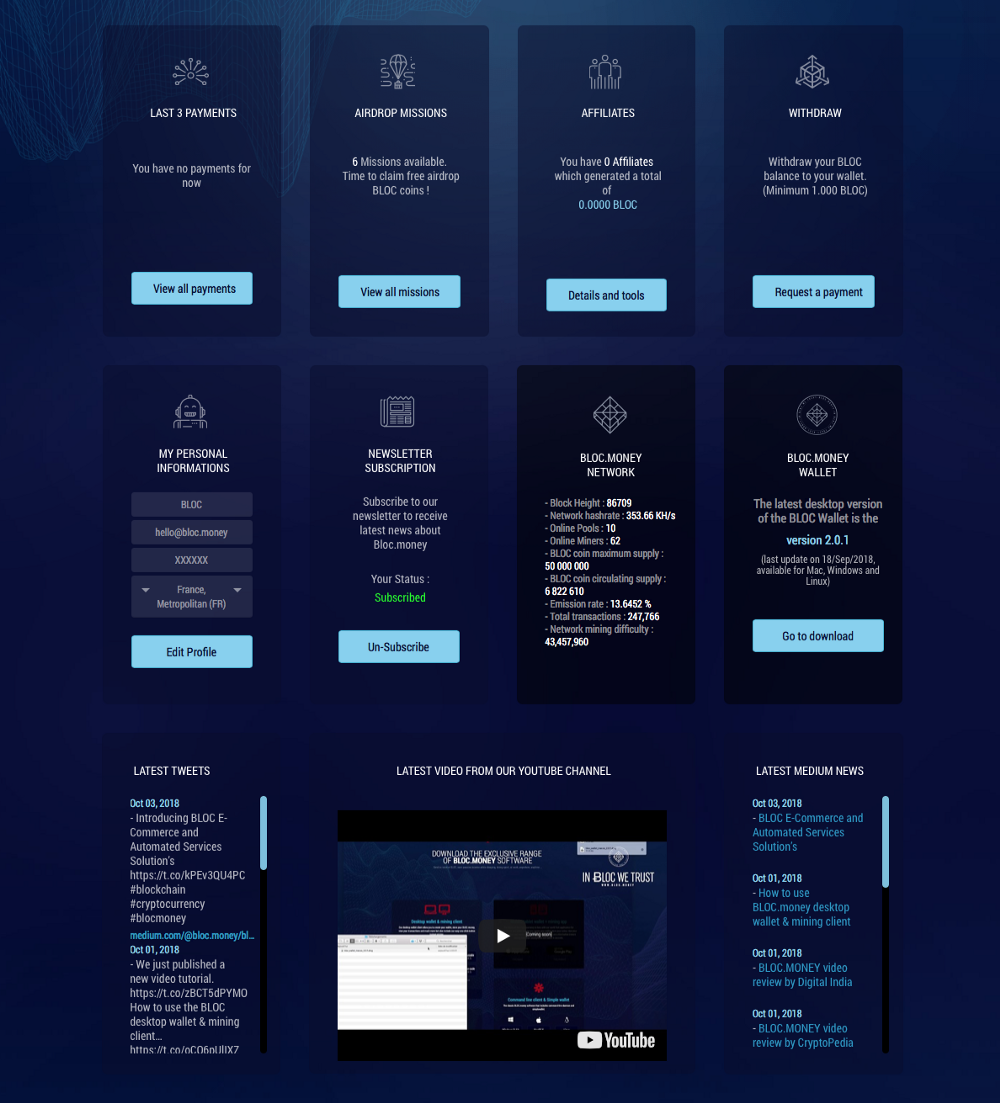 LAST 3 PAYMENTS
You have no payments for
now
View all payments
AIRDROP MISSIONS
6 Missions available.
Time to claim free airdrop
BLOC coins !
View all missions
AFFILIATES
You have 0 Affiliates
which generated a total
of
0.0000 BLOC
Details and tools
WITHDRAW
Withdraw your BLOC
balance to your wallet.
(Minimum 1.000 BLOC)
Request a payment
MY PERSONAL
INFORMATIONS
BLOC
hello@bloc.money
XXXXXX
France,
Metropolitan (FR)
Edit Profile
NEWSLETTER
SUBSCRIPTION
Subscribe to our
newsletter to receive
latest news about
Bloc.money
Your Status :
Subscribed
Un-Subscribe
BLOC.MONEY
NETWORK
- Block Height : 86709
- Network hashrate : 353.66 KH/s
- Online Pools : 10
- Online Miners : 62
- BLOC coin maximum supply :
50 000 000
- BLOC coin circulating supply :
6 822 610
- Emission rate : 13.6452 %
- Total transactions : 247,766
- Network mining difficulty :
43,457,960
BLOC.MONEY
WALLET
The latest desktop version
of the BLOC Wallet is the
version 2.0.1
(last update on 18/Sep/2018,
available for Mac, Windows and
Linux)
Go to download
LATEST TWEETS
Oct 03, 2018
- Introducing BLOC E-
Commerce and
Automated Services
Solution's
https://t.co/kPEv3QU4PC
#blockchain
#cryptocurrency
#blocmoney
medium.com/@bloc.money/bl...
Oct 01, 2018
- We just published a
new video tutorial.
https://t.co/zBCT5dPYMO
How to use the BLOC
desktop wallet & mining
client…
LATEST VIDEO FROM OUR YOUTUBE CHANNEL
DOWNLOAD THE EXCLUSIVE RANGE
OF BLOC.MONEY SOFTWARE
IN BLOC WE TRUST
Desktop wallet & mining
client
(Coming soon)
Command line client & Simple wallet
YouTube
LATEST MEDIUM NEWS
Oct 03, 2018
- BLOC E-Commerce and
Automated Services
Solution's
Oct 01, 2018
- How to use
BLOC.money desktop
wallet & mining client
Oct 01, 2018
- BLOC.MONEY video
review by Digital India
Oct 01, 2018
- BLOC.MONEY video
review by CryptoPedia